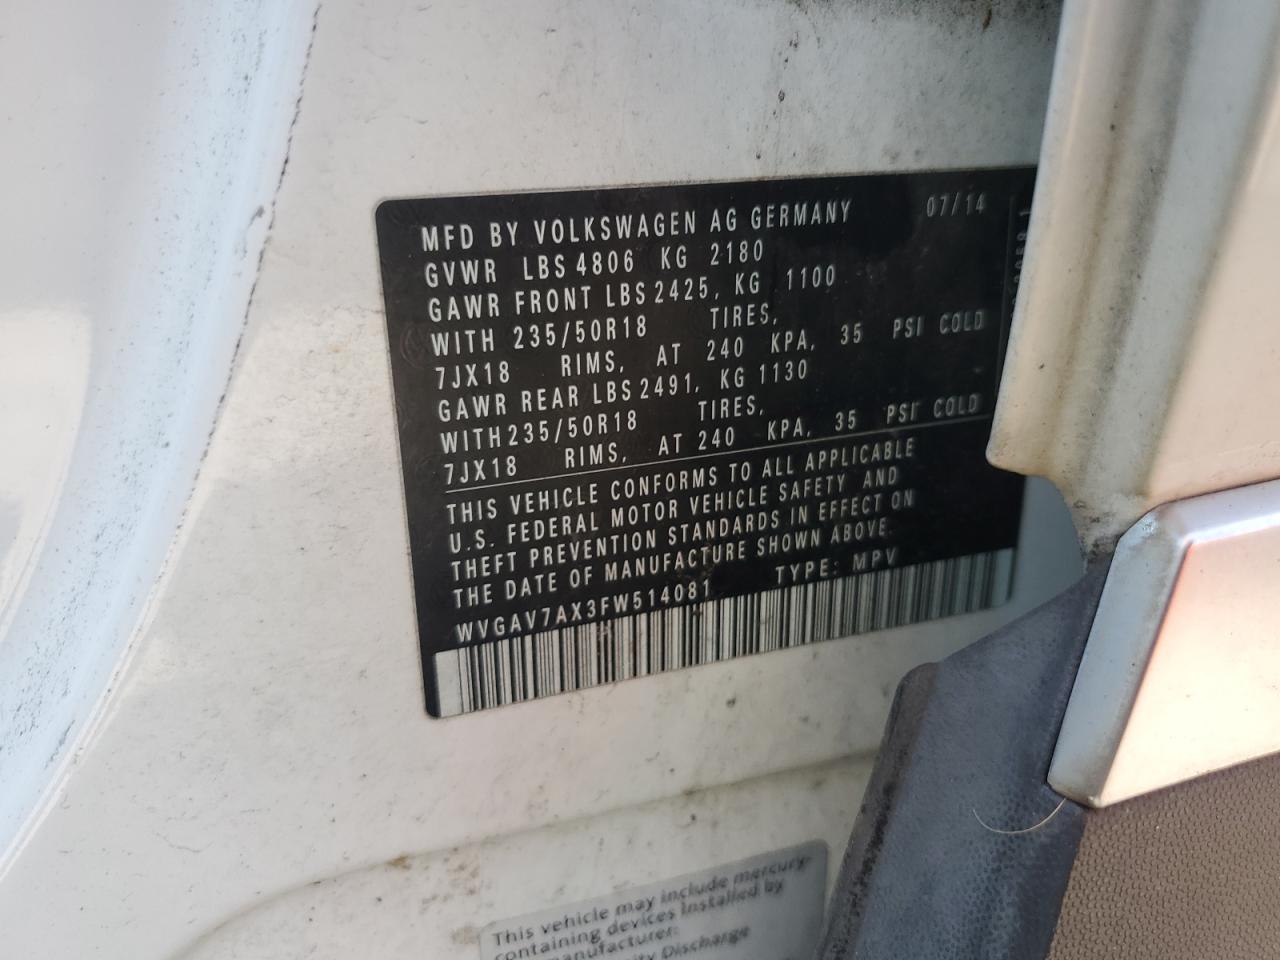 MFD BY VOLKSWAGEN AG GERMANY 07/14
GVWR LBS 4806 KG 2180
GAWR FRONT LBS 2425, KG 1100
WITH 235/50R18 TIRES,
7JX18 RIMS, AT 240 KPA, 35 PSI COLD
GAWR REAR LBS 2491, KG 1130
WITH 235/50R18 TIRES,
7JX18 RIMS, AT 240 KPA, 35 PSI COLD
THIS VEHICLE CONFORMS TO ALL APPLICABLE
U.S. FEDERAL MOTOR VEHICLE SAFETY AND
THEFT PREVENTION STANDARDS IN EFFECT ON
THE DATE OF MANUFACTURE SHOWN ABOVE.
WVGAV7AX3FW514081 TYPE: MPV
This vehicle may include mercury-
containing devices installed by
manufacturer:
Discharge